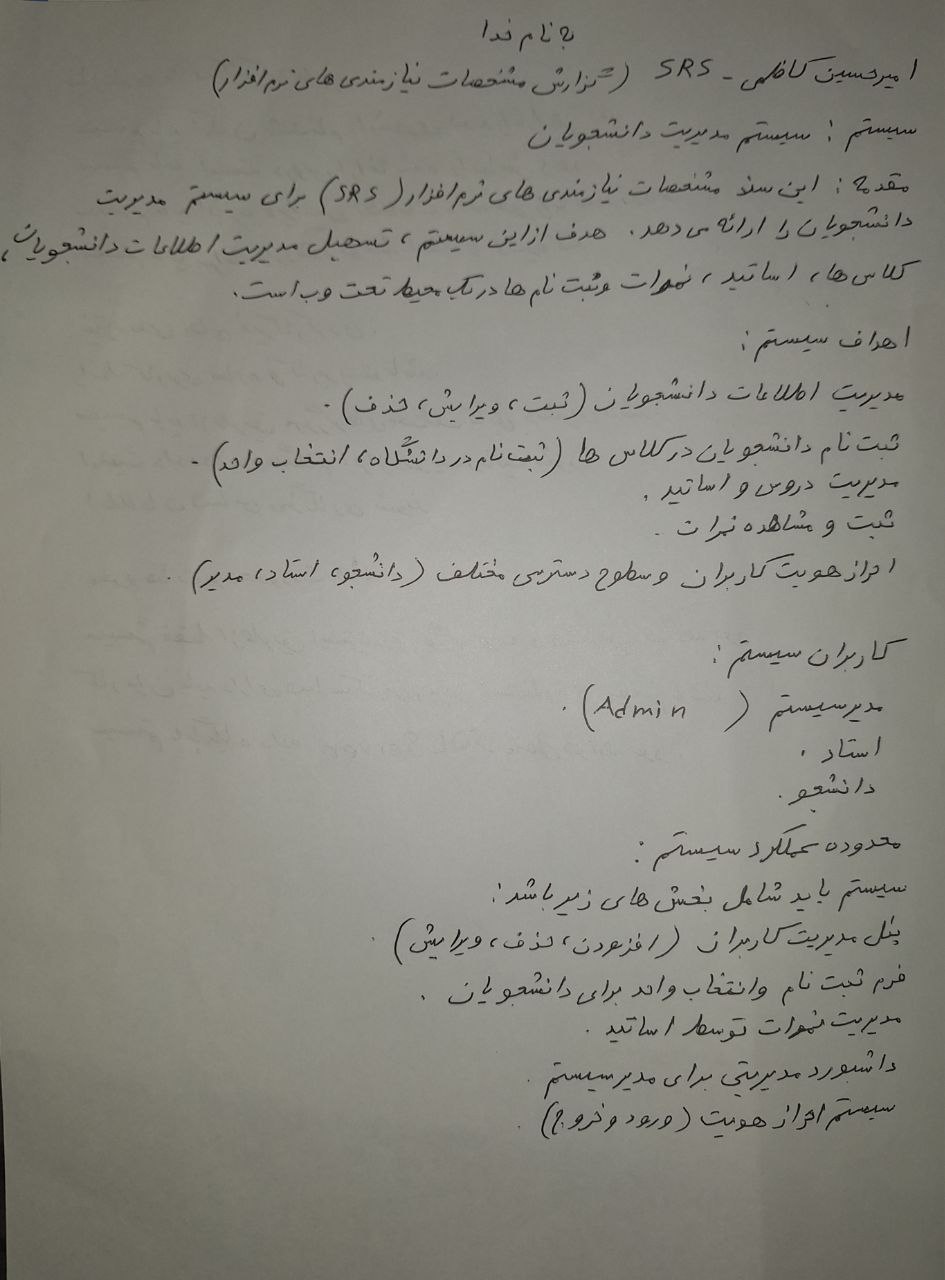 به نام خدا
امیرحسین کاظمی - SRS (گزارش مشخصات نیازمندی های نرم افزار)
سیستم : سیستم مدیریت دانشجویان
مقدمه : این سند مشخصات نیازمندی های نرم افزار (SRS) برای سیستم مدیریت
دانشجویان را ارائه می دهد. هدف از این سیستم ، تسهیل مدیریت اطلاعات دانشجویان ،
کلاس ها ، اساتید ، نمرات و ثبت نام ها در یک محیط تحت وب است.
اهداف سیستم :
مدیریت اطلاعات دانشجویان (ثبت ، ویرایش ، حذف) .
ثبت نام دانشجویان در کلاس ها (ثبت نام در دانشگاه ، انتخاب واحد) .
مدیریت دروس و اساتید .
ثبت و مشاهده نمرات .
احراز هویت کاربران و سطوح دسترسی مختلف (دانشجو ، استاد ، مدیر) .
کاربران سیستم :
مدیر سیستم (Admin) .
استاد .
دانشجو .
محدوده عملکرد سیستم :
سیستم باید شامل بخش های زیر باشد :
پنل مدیریت کاربران (افزودن ، حذف ، ویرایش) .
فرم ثبت نام و انتخاب واحد برای دانشجویان .
مدیریت نمرات توسط اساتید .
داشبورد مدیریتی برای مدیر سیستم .
سیستم احراز هویت (ورود و خروج) .